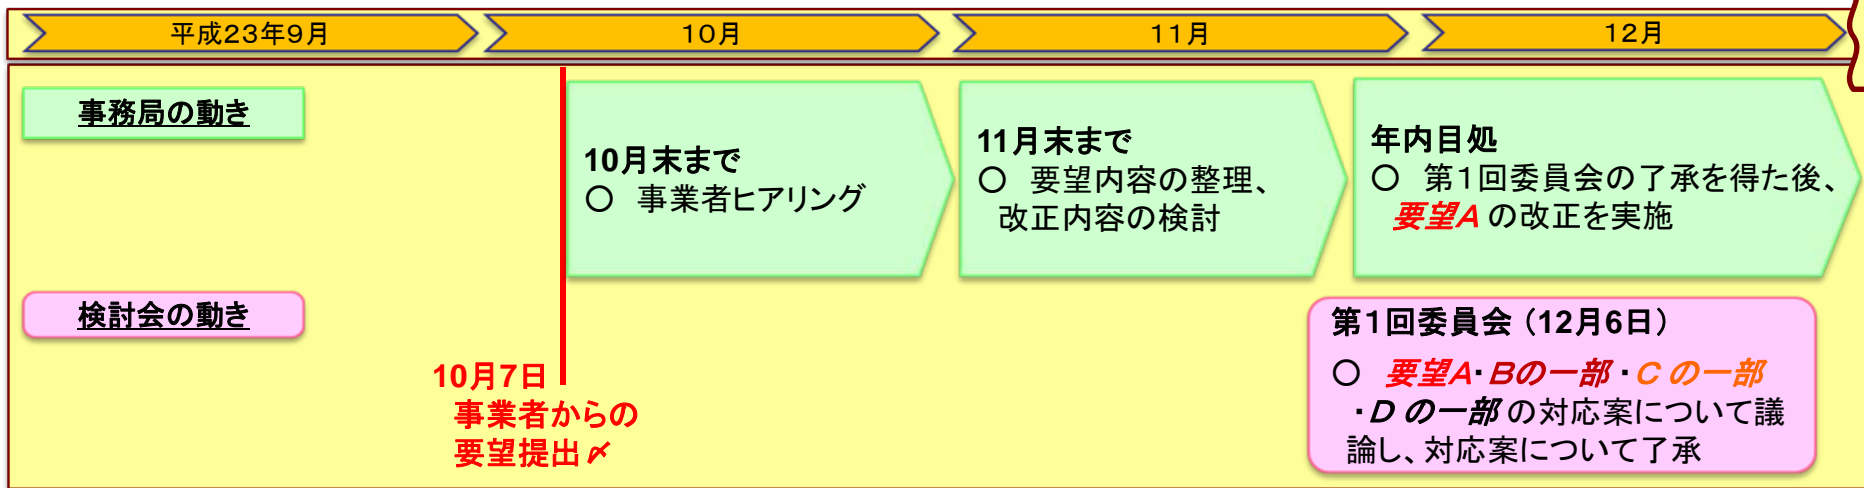 平成23年9月
10月
11月
12月
事務局の動き
10月末まで
○ 事業者ヒアリング
11月末まで
○ 要望内容の整理、
改正内容の検討
年内目処
○ 第1回委員会の了承を得た後、
要望Aの改正を実施
検討会の動き
10月7日
事業者からの
要望提出〆
第1回委員会（12月6日）
○ 要望A・Bの一部・Cの一部
・Dの一部の対応案について議
論し、対応案について了承